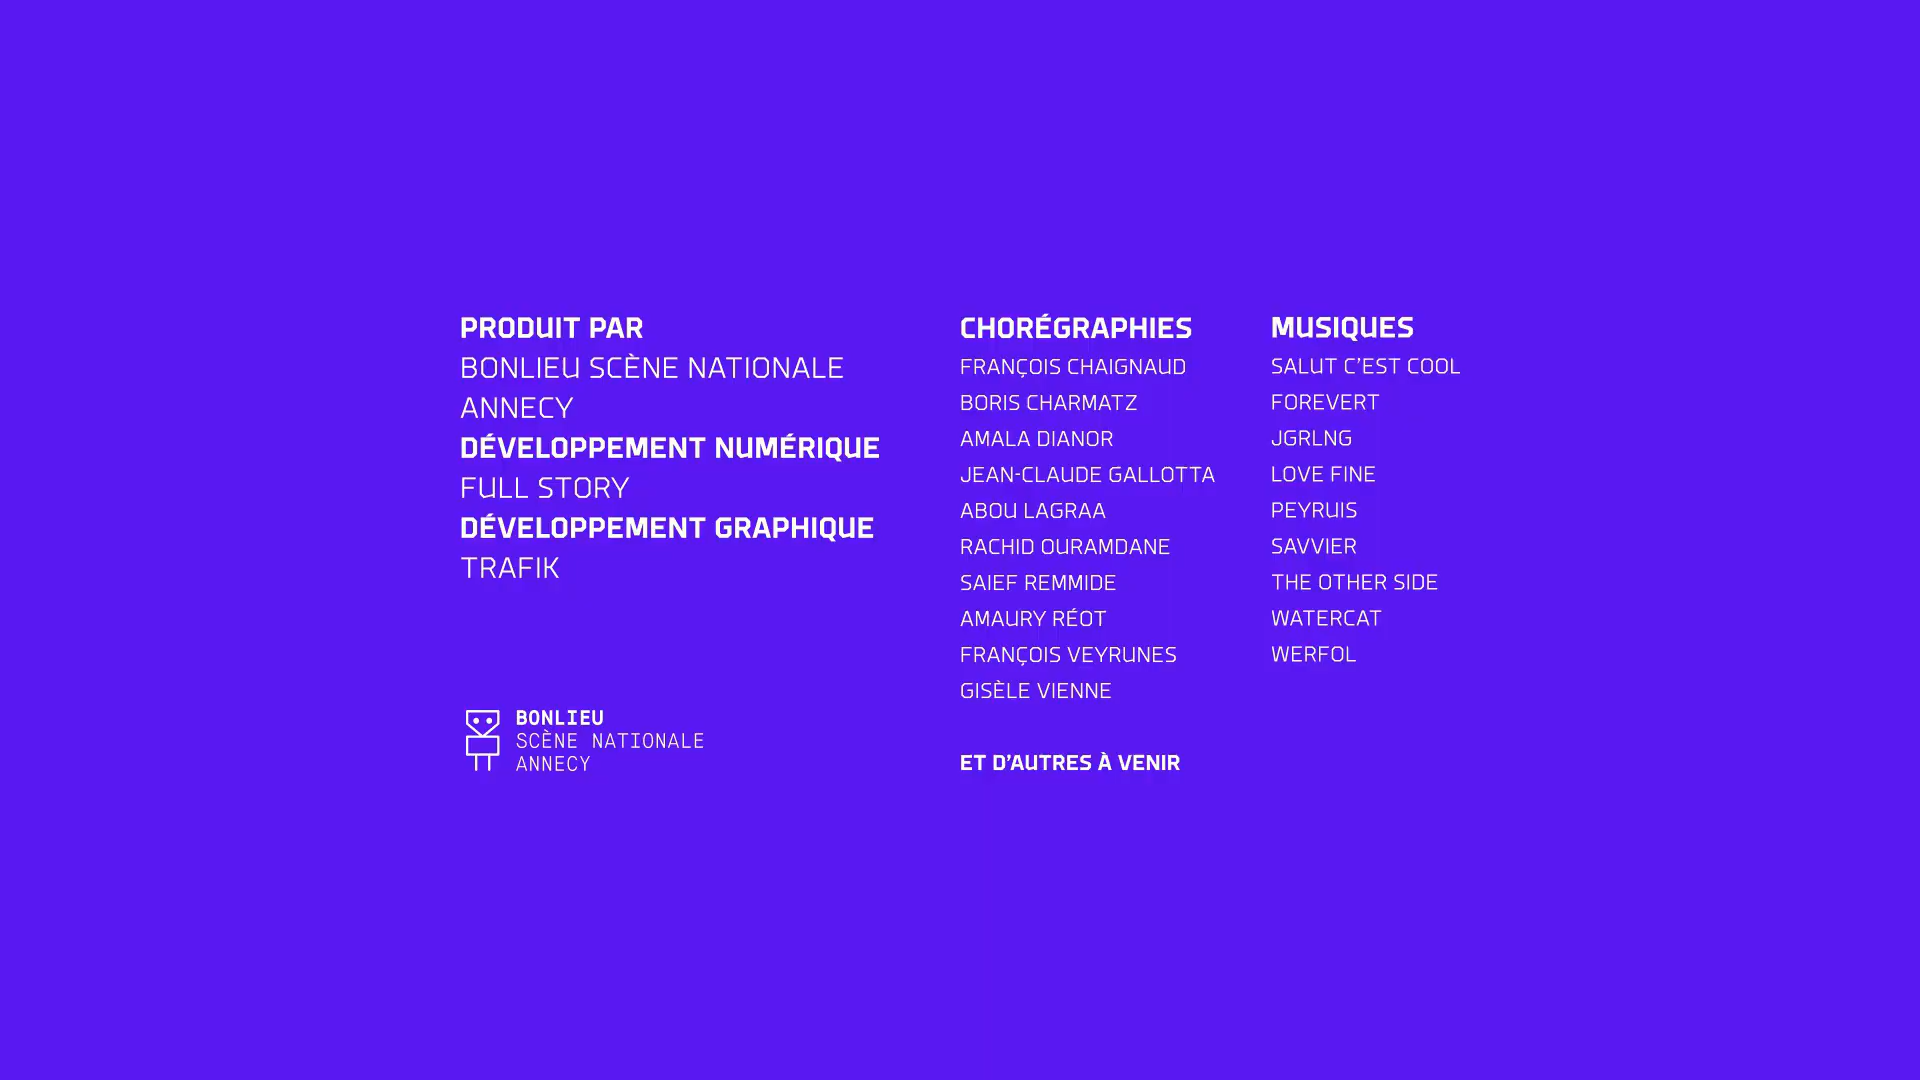 PRODUIT PAR
BONLIEU SCÈNE NATIONALE
ANNECY
DÉVELOPPEMENT NUMÉRIQUE
FULL STORY
DÉVELOPPEMENT GRAPHIQUE
TRAFIK
BONLIEU
SCÈNE NATIONALE
ANNECY
CHORÉGRAPHIES
FRANÇOIS CHAIGNAUD
BORIS CHARMATZ
AMALA DIANOR
JEAN-CLAUDE GALLOTTA
ABOU LAGRAA
RACHID OURAMDANE
SAIEF REMMIDE
AMAURY RÉOT
FRANÇOIS VEYRUNES
GISÈLE VIENNE
ET D’AUTRES À VENIR
MUSIQUES
SALUT C’EST COOL
FOREVERT
JGRLNG
LOVE FINE
PEYRUIS
SAVVIER
THE OTHER SIDE
WATERCAT
WERFOL